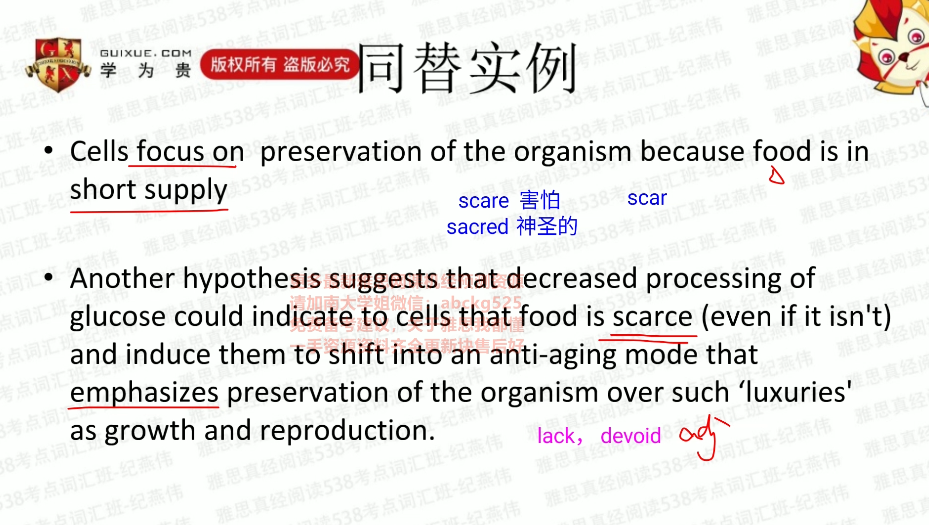 GUIXUE.COM
学 为 贵
版权所有 盗版必究
同替实例
• Cells focus on preservation of the organism because food is in
short supply
scare 害怕
scar
sacred 神圣的
• Another hypothesis suggests that decreased processing of
glucose could indicate to cells that food is scarce (even if it isn't)
and induce them to shift into an anti-aging mode that
emphasizes preservation of the organism over such ‘luxuries'
as growth and reproduction.
请加南大学姐微信：abckg525
lack， devoid adj
雅思真经阅读538考点词汇班-纪燕伟